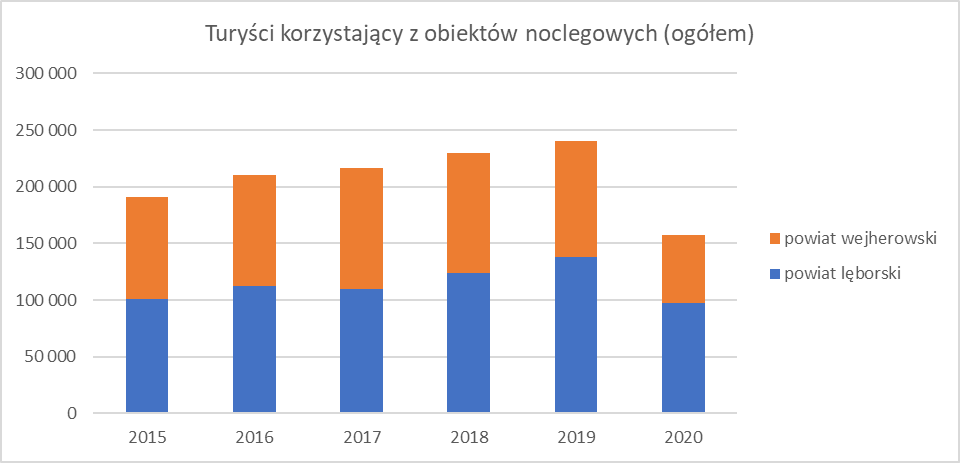 Turyści korzystający z obiektów noclegowych (ogółem)
300 000
250 000
200 000
150 000
100 000
50 000
0
2015 2016 2017 2018 2019 2020
powiat wejherowski
powiat lęborski